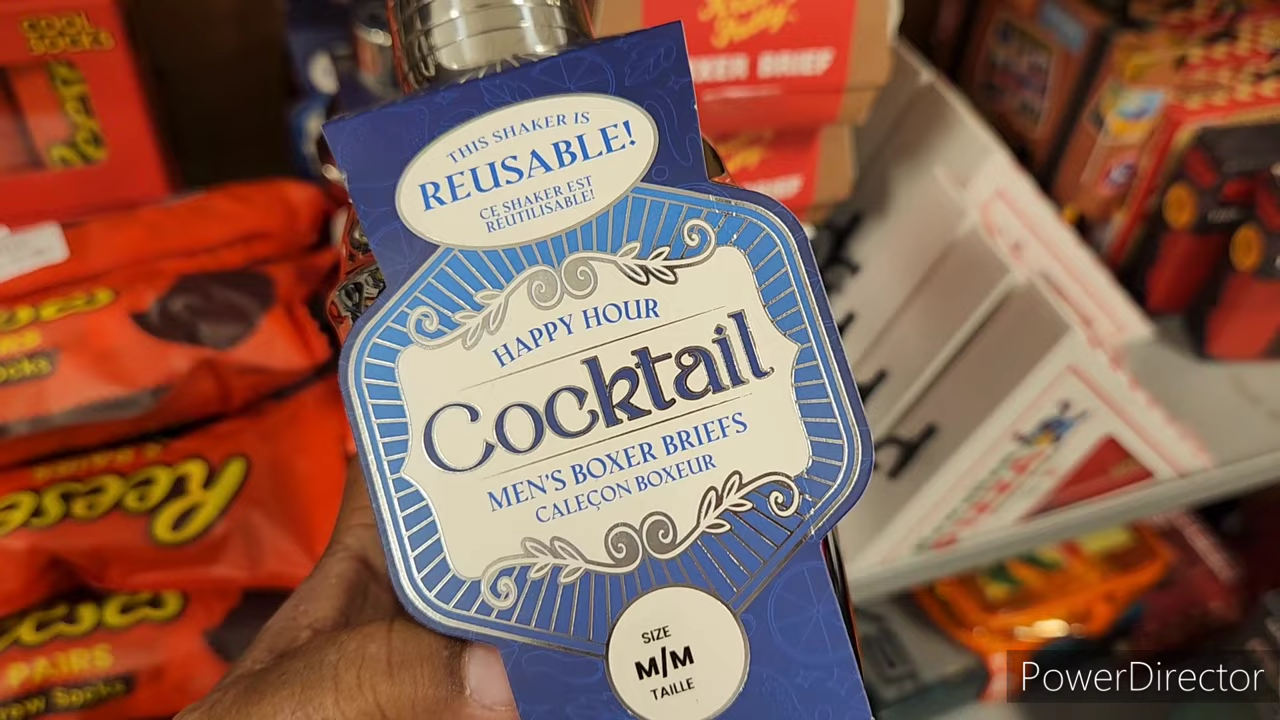 COOL
SOCKS
BOXER BRIEF
THIS SHAKER IS
REUSABLE!
CE SHAKER EST
REUTILISABLE!
HAPPY HOUR
Cocktail
MEN'S BOXER BRIEFS
CALEÇON BOXEUR
SIZE
M/M
TAILLE
Reese
PAIRS
PowerDirector